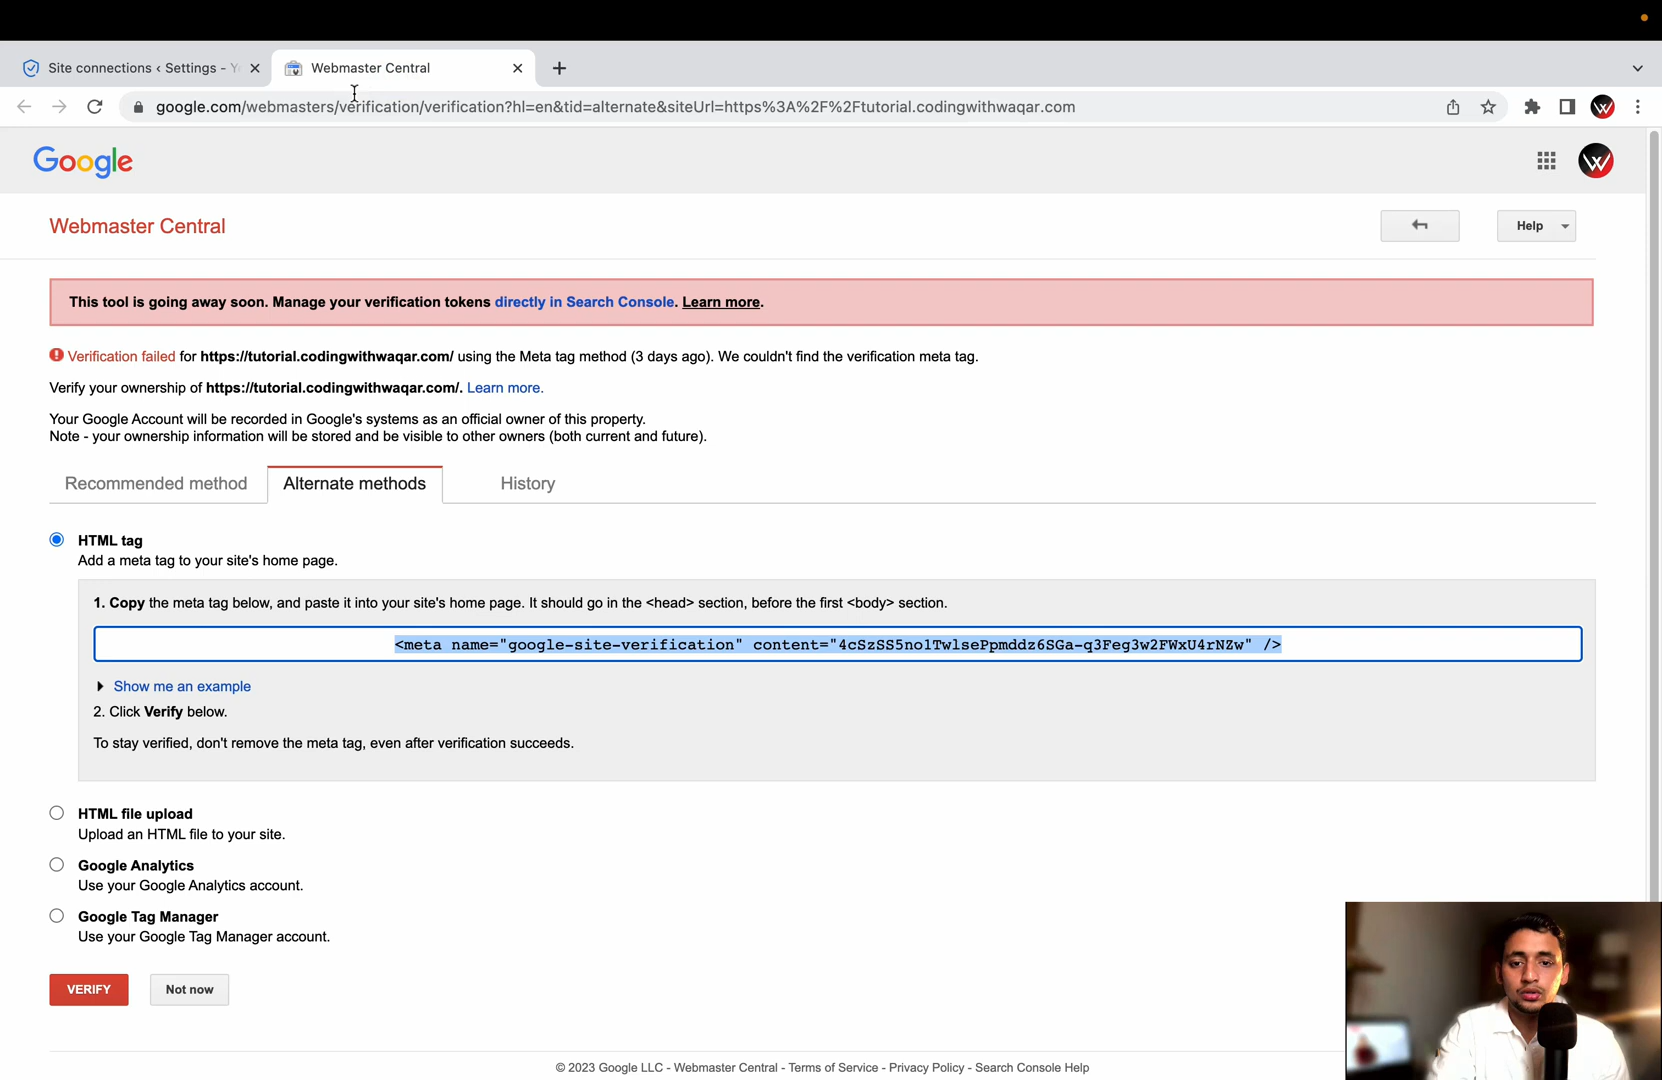 Site connections ‹ Settings - Y
Webmaster Central
google.com/webmasters/verification/verification?hl=en&tid=alternate&siteUrl=https%3A%2F%2Ftutorial.codingwithwaqar.com
Google
Webmaster Central
Help
This tool is going away soon. Manage your verification tokens directly in Search Console. Learn more.
Verification failed for https://tutorial.codingwithwaqar.com/ using the Meta tag method (3 days ago). We couldn't find the verification meta tag.
Verify your ownership of https://tutorial.codingwithwaqar.com/. Learn more.
Your Google Account will be recorded in Google's systems as an official owner of this property.
Note - your ownership information will be stored and be visible to other owners (both current and future).
Recommended method Alternate methods History
HTML tag
Add a meta tag to your site's home page.
1. Copy the meta tag below, and paste it into your site's home page. It should go in the <head> section, before the first <body> section.
<meta name="google-site-verification" content="4cSzSS5no1TwlsePpmddz6SGa-q3Feg3w2FWxU4rNZw" />
Show me an example
2. Click Verify below.
To stay verified, don't remove the meta tag, even after verification succeeds.
HTML file upload
Upload an HTML file to your site.
Google Analytics
Use your Google Analytics account.
Google Tag Manager
Use your Google Tag Manager account.
VERIFY Not now
© 2023 Google LLC - Webmaster Central - Terms of Service - Privacy Policy - Search Console Help